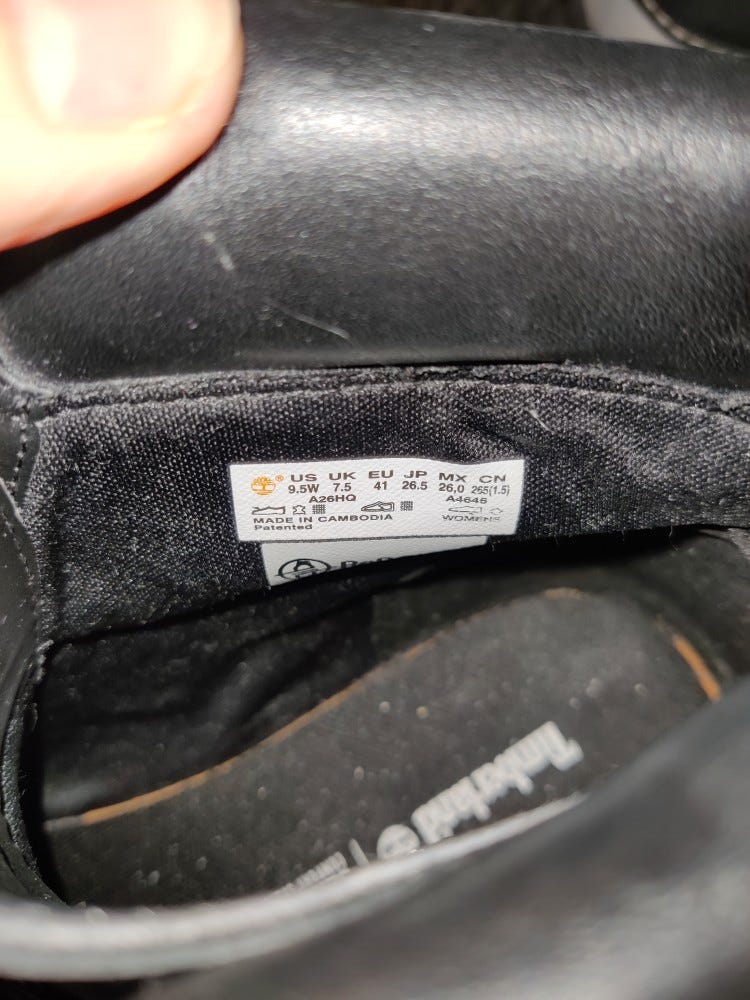 ® US UK EU JP MX CN
9.5W 7.5 41 26.5 26,0 265(1.5)
A26HQ A4646
MADE IN CAMBODIA WOMENS
Patented
A
Timberland